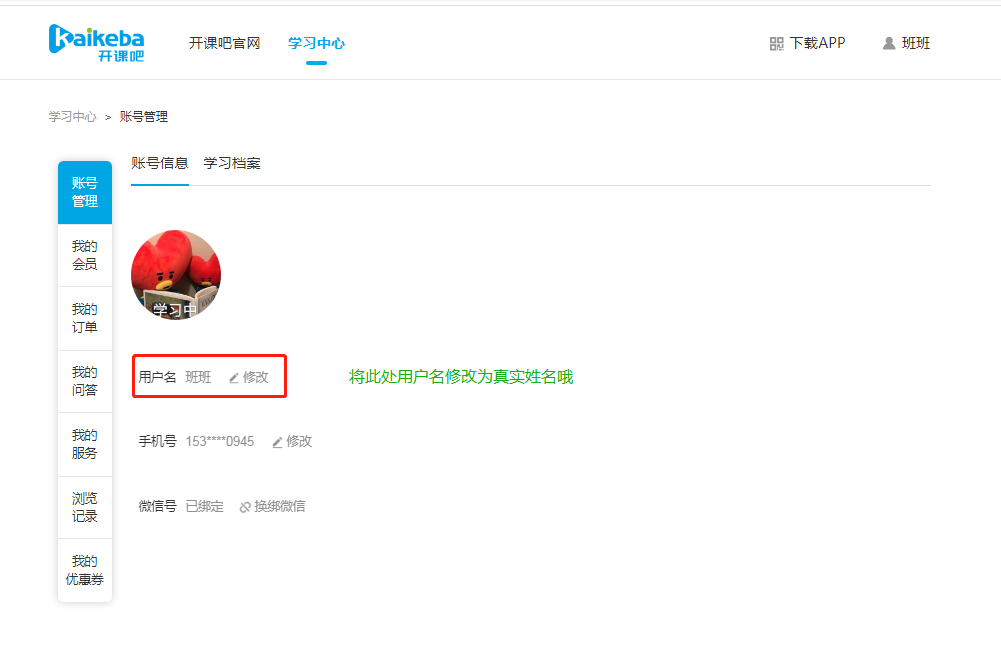 Kaikeba
开课吧
开课吧官网
学习中心
下载APP
班班
学习中心 > 账号管理
账号信息
学习档案
账号
管理
我的
会员
我的
订单
我的
问答
我的
服务
浏览
记录
我的
优惠券
学习中
用户名 班班 修改
将此处用户名修改为真实姓名哦
手机号 153****0945 修改
微信号 已绑定 换绑微信